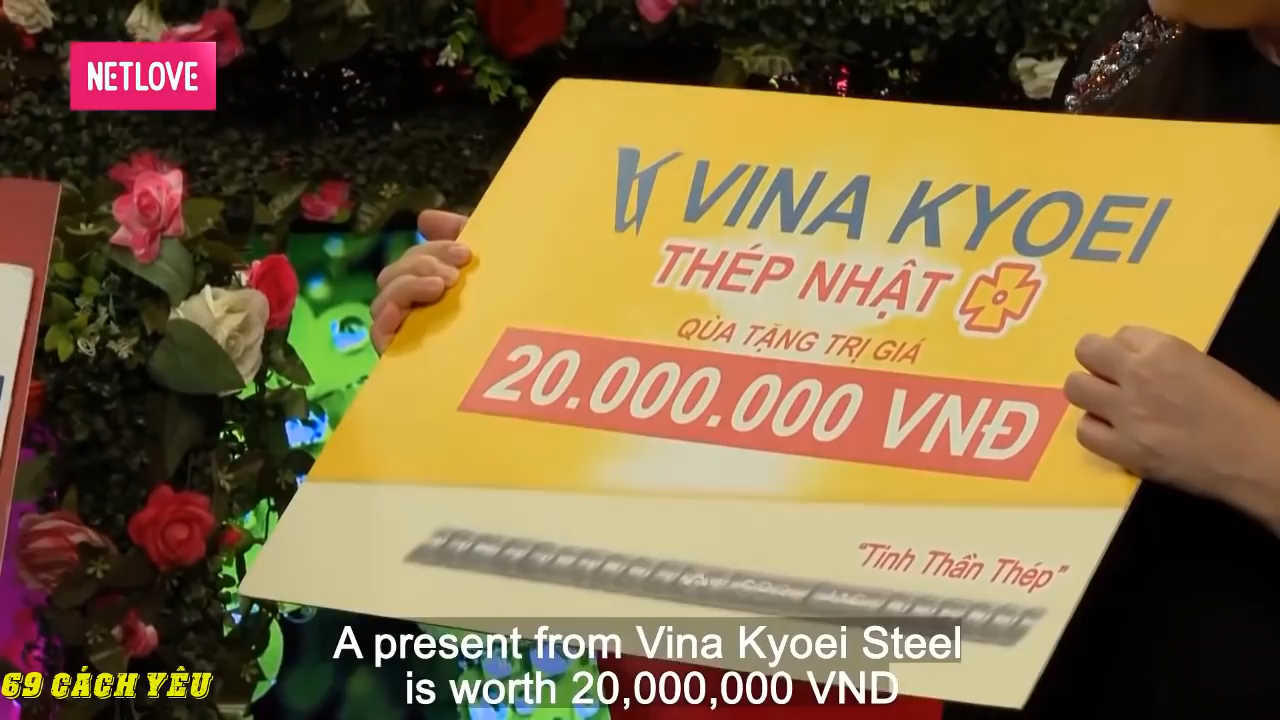 NETLOVE
VINA KYOEI
THÉP NHẬT
QÙA TẶNG TRỊ GIÁ
20.000.000 VNĐ
"Tinh Thần Thép"
A present from Vina Kyoei Steel
is worth 20,000,000 VND
69 CÁCH YÊU